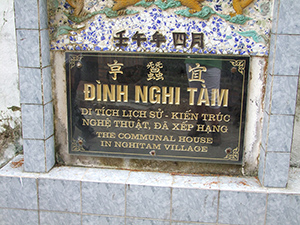 壬午年四月
亭蠶宜
ĐÌNH NGHI TÀM
DI TÍCH LỊCH SỬ - KIẾN TRÚC
NGHỆ THUẬT, ĐÃ XẾP HẠNG
THE COMMUNAL HOUSE
IN NGHITAM VILLAGE